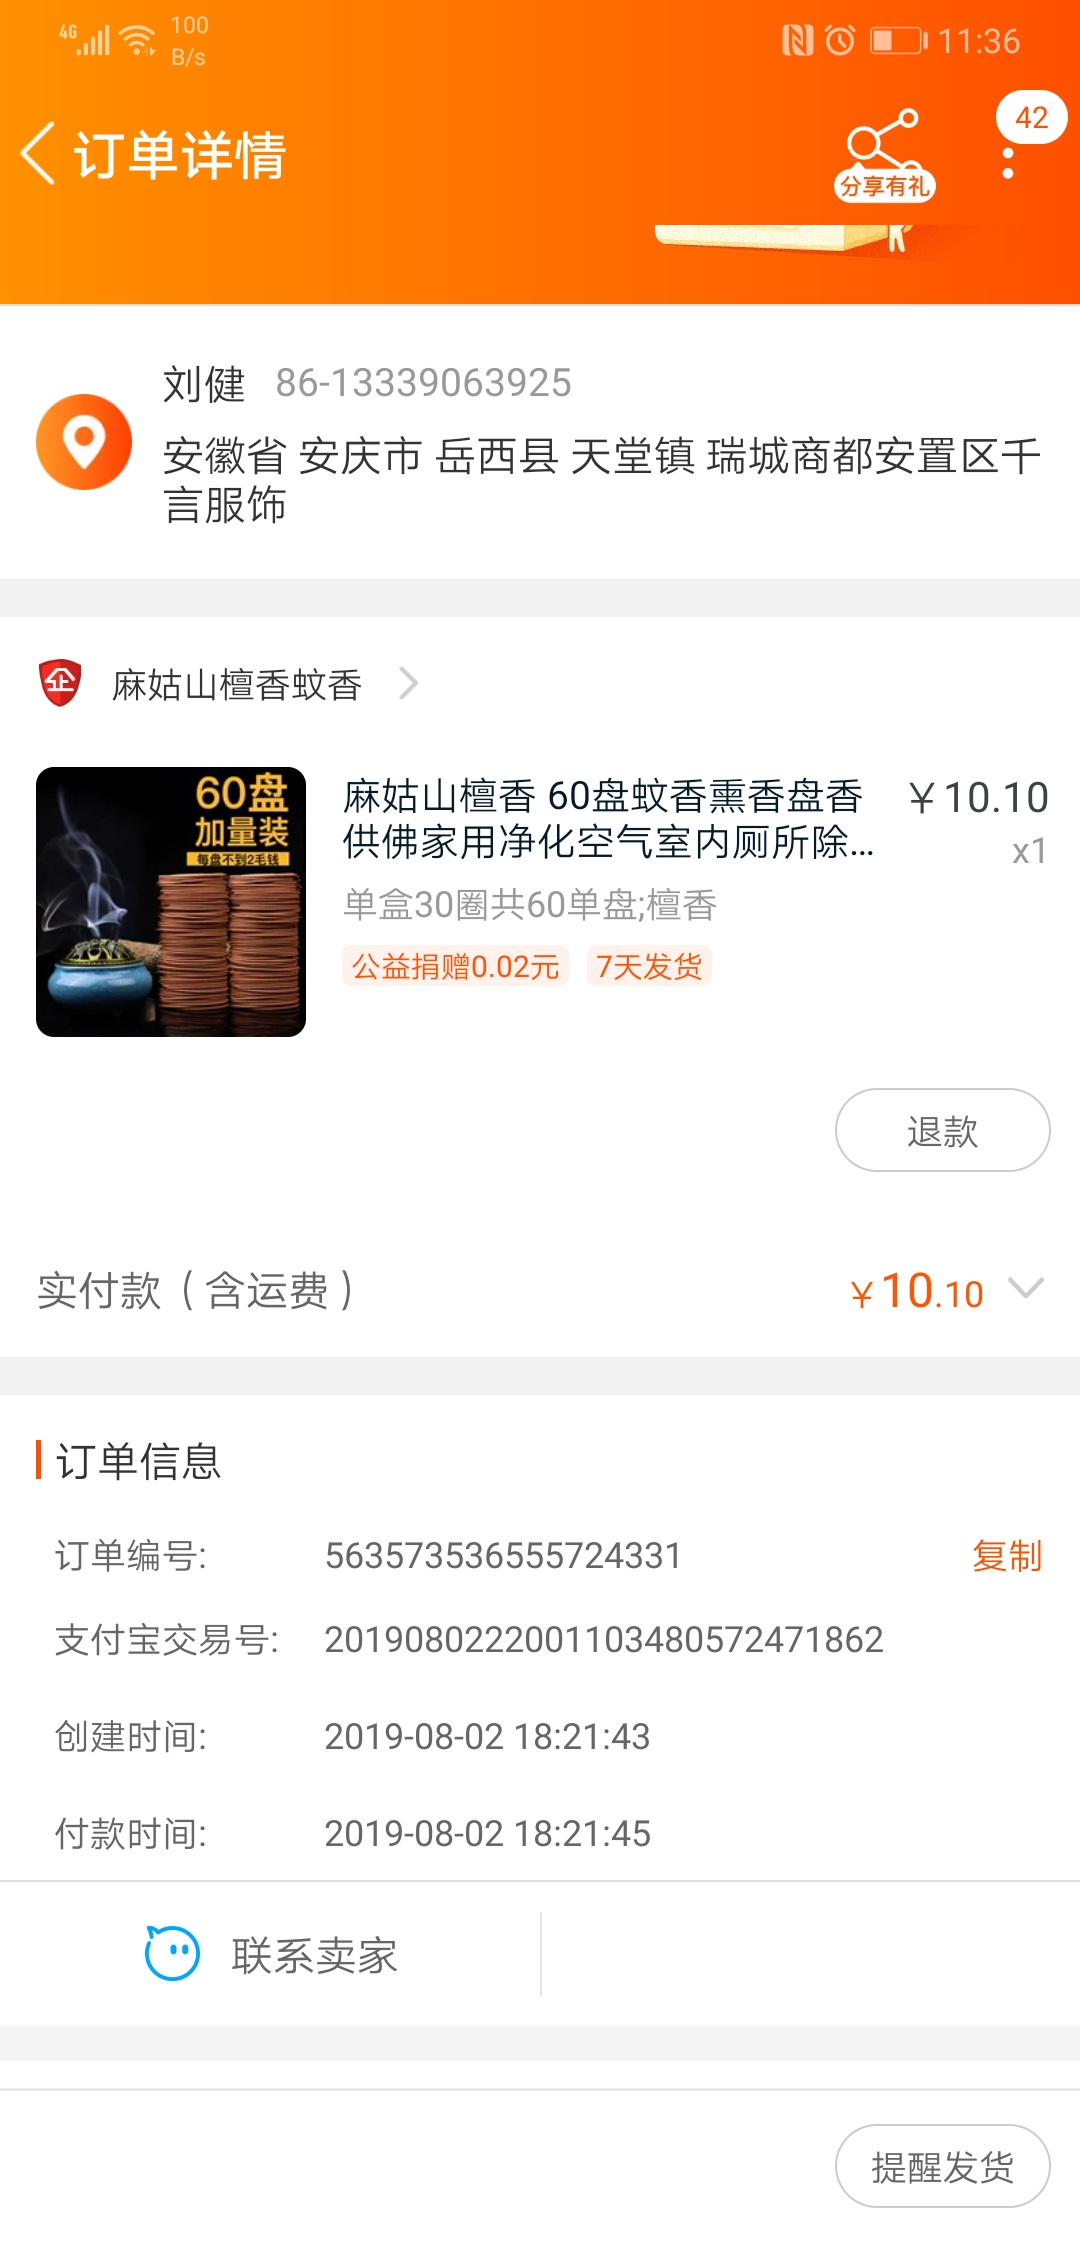 4G
100
B/s
11:36
42
订单详情
分享有礼
刘健 86-13339063925
安徽省 安庆市 岳西县 天堂镇 瑞城商都安置区千
言服饰
企
麻姑山檀香蚊香
60盘
加量装
每盘不到2毛钱
麻姑山檀香 60盘蚊香熏香盘香
供佛家用净化空气室内厕所除...
¥10.10
x1
单盒30圈共60单盘;檀香
公益捐赠0.02元 7天发货
退款
实付款（含运费） ¥10.10
订单信息
订单编号: 563573536555724331 复制
支付宝交易号: 2019080222001103480572471862
创建时间: 2019-08-02 18:21:43
付款时间: 2019-08-02 18:21:45
联系卖家
提醒发货